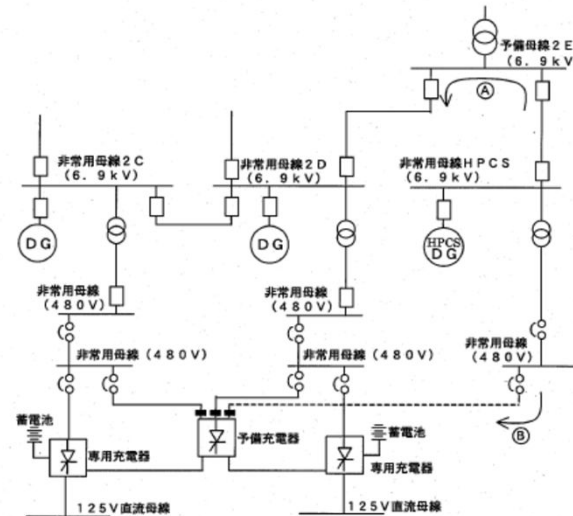 予備母線2E
(6.9kV)
Ⓐ
非常用母線2C
(6.9kV)
非常用母線2D
(6.9kV)
非常用母線HPCS
(6.9kV)
DG
DG
HPCS
DG
非常用母線
(480V)
非常用母線
(480V)
非常用母線(480V)
非常用母線(480V)
非常用母線
(480V)
Ⓑ
蓄電池
予備充電器
蓄電池
専用充電器
専用充電器
125V直流母線
125V直流母線